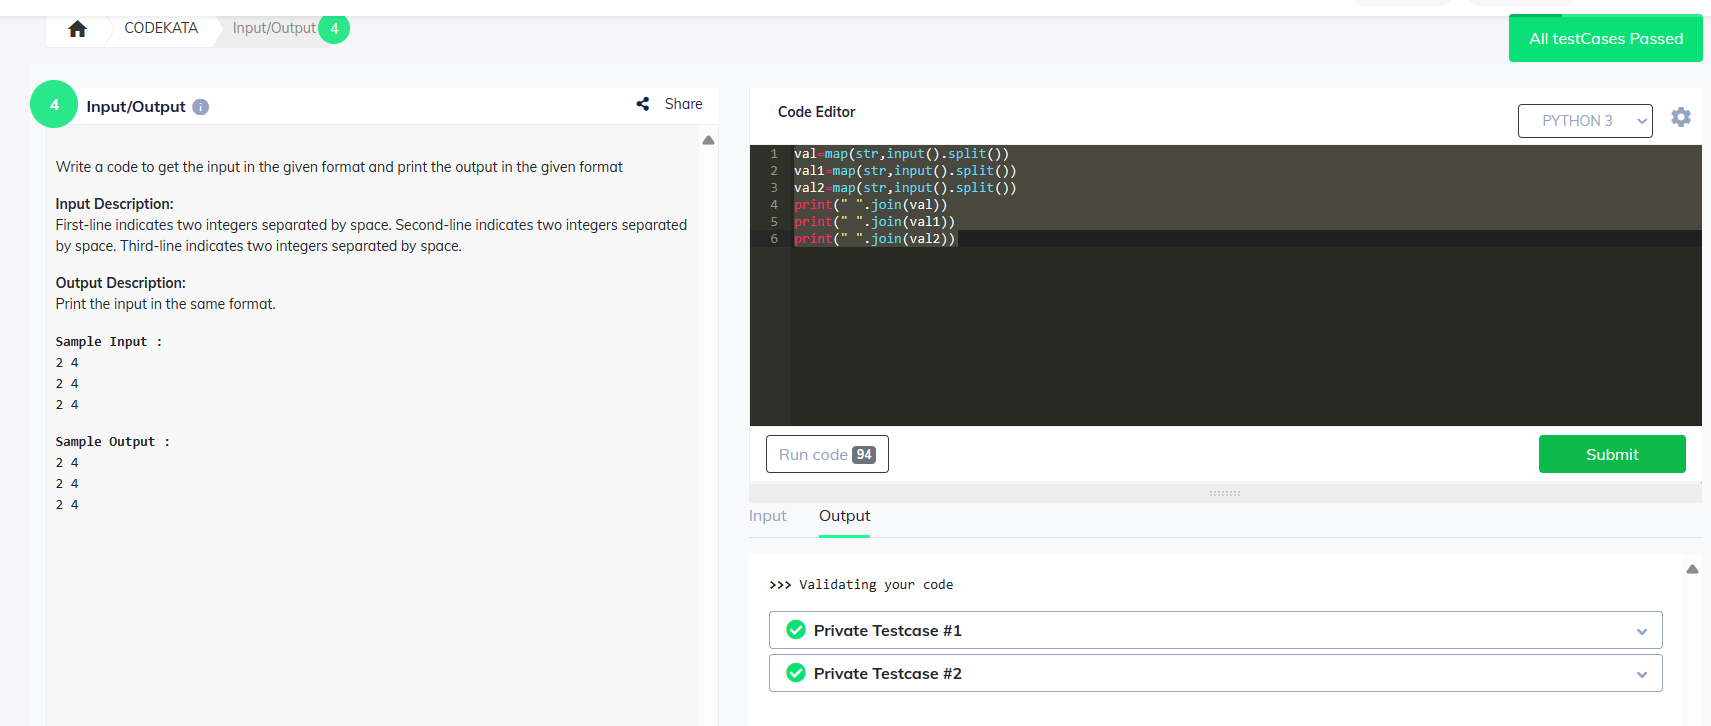 CODEKATA
Input/Output
4
All testCases Passed
4
Input/Output i
Share
Write a code to get the input in the given format and print the output in the given format
Input Description:
First-line indicates two integers separated by space. Second-line indicates two integers separated
by space. Third-line indicates two integers separated by space.
Output Description:
Print the input in the same format.
Sample Input :
2 4
2 4
2 4
Sample Output :
2 4
2 4
2 4
Code Editor
PYTHON 3
1 val=map(str,input().split())
2 val1=map(str,input().split())
3 val2=map(str,input().split())
4 print(" ".join(val))
5 print(" ".join(val1))
6 print(" ".join(val2))
Run code 94
Submit
Input
Output
>>> Validating your code
Private Testcase #1
Private Testcase #2